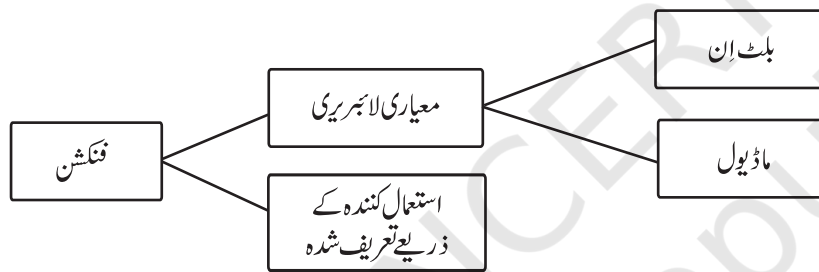 بلٹ اِن
معیاری لائبریری
ماڈیول
فنکشن
استعمال کنندہ کے
ذریعے تعریف شدہ